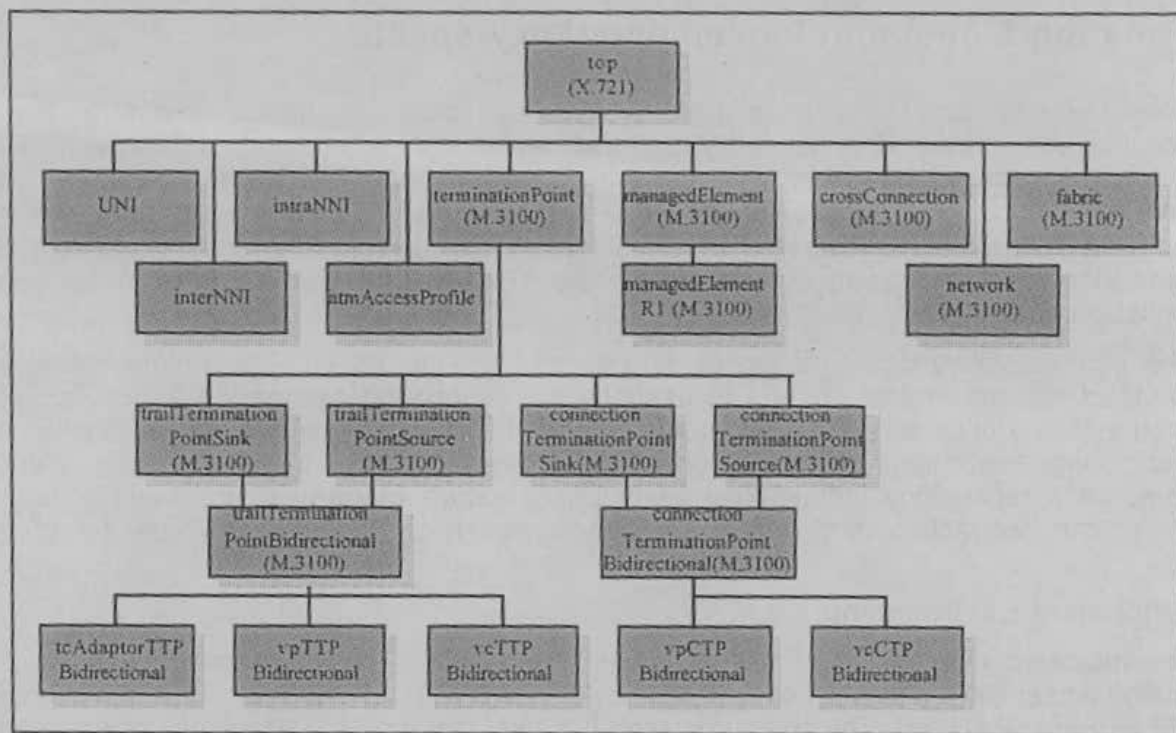 top
(X.721)
UNI
intraNNI
terminationPoint
(M.3100)
managedElement
(M.3100)
crossConnection
(M.3100)
fabric
(M.3100)
interNNI
atmAccessProfile
managedElement
R1 (M.3100)
network
(M.3100)
trailTermination
PointSink
(M.3100)
trailTermination
PointSource
(M.3100)
connection
TerminationPoint
Sink(M.3100)
connection
TerminationPoint
Source(M.3100)
trailTermination
PointBidirectional
(M.3100)
connection
TerminationPoint
Bidirectional(M.3100)
tcAdaptorTTP
Bidirectional
vpTTP
Bidirectional
vcTTP
Bidirectional
vpCTP
Bidirectional
vcCTP
Bidirectional